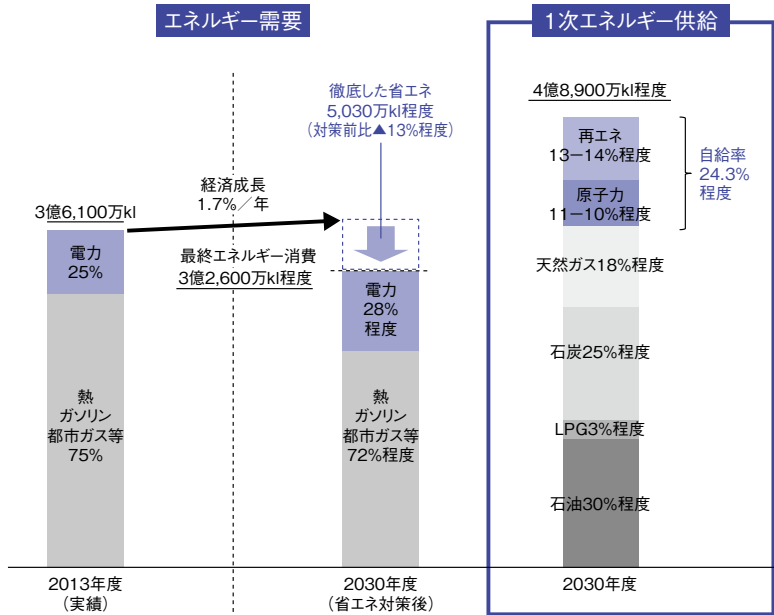 エネルギー需要
1次エネルギー供給
徹底した省エネ
5,030万kl程度
（対策前比▲13%程度）
経済成長
1.7%／年
3億6,100万kl
電力
25%
熱
ガソリン
都市ガス等
75%
最終エネルギー消費
3億2,600万kl程度
電力
28%
程度
熱
ガソリン
都市ガス等
72%程度
4億8,900万kl程度
再エネ
13−14%程度
原子力
11−10%程度
自給率
24.3%
程度
天然ガス18%程度
石炭25%程度
LPG3%程度
石油30%程度
2013年度
（実績）
2030年度
（省エネ対策後）
2030年度